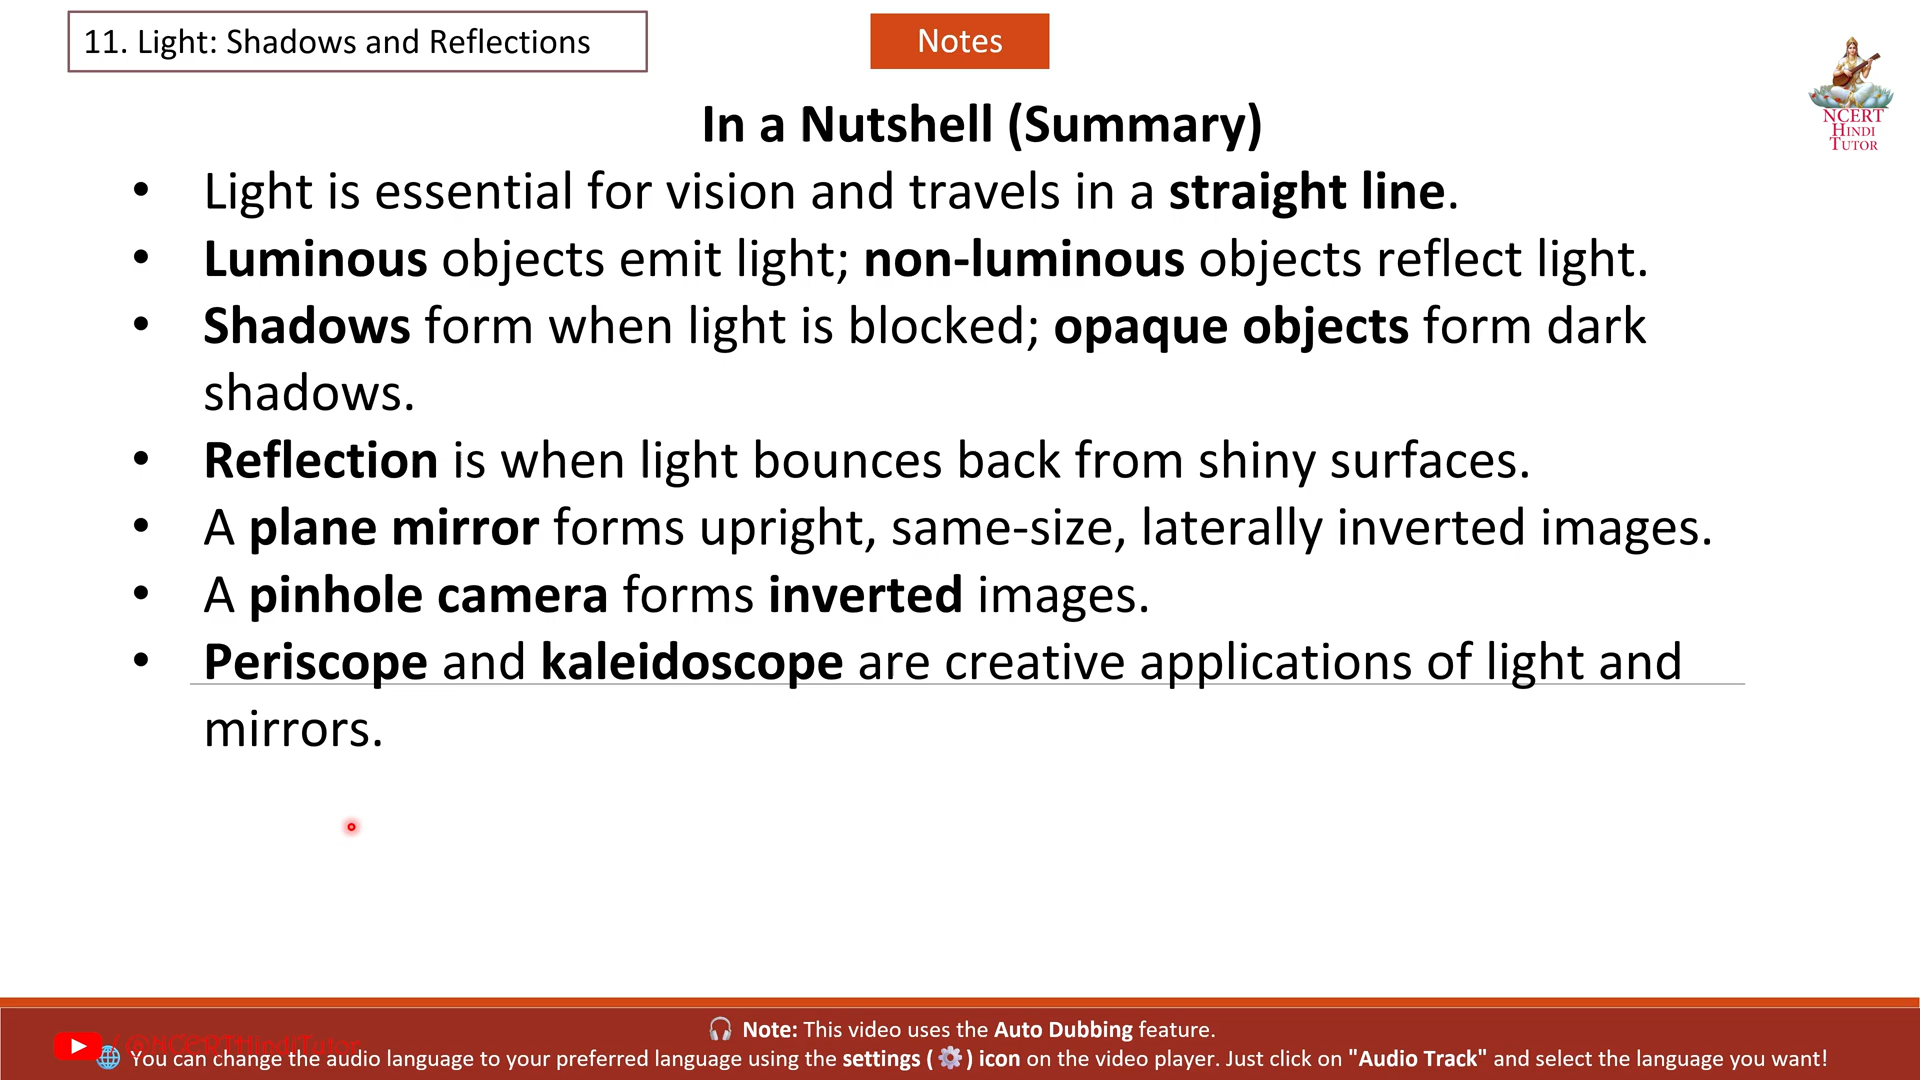 11. Light: Shadows and Reflections
Notes
NCERT
HINDI
TUTOR
In a Nutshell (Summary)
• Light is essential for vision and travels in a straight line.
• Luminous objects emit light; non-luminous objects reflect light.
• Shadows form when light is blocked; opaque objects form dark
shadows.
• Reflection is when light bounces back from shiny surfaces.
• A plane mirror forms upright, same-size, laterally inverted images.
• A pinhole camera forms inverted images.
• Periscope and kaleidoscope are creative applications of light and
mirrors.
🎧 Note: This video uses the Auto Dubbing feature.
/@NCERTHindiTutor
🌐 You can change the audio language to your preferred language using the settings ( ⚙️ ) icon on the video player. Just click on "Audio Track" and select the language you want!